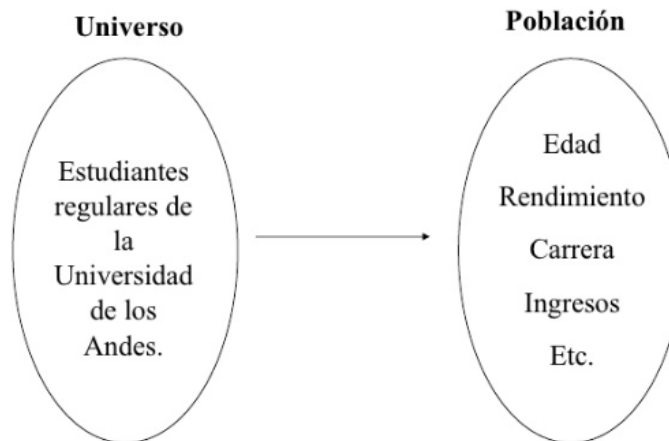 Universo
Estudiantes
regulares de
la
Universidad
de los
Andes.
Población
Edad
Rendimiento
Carrera
Ingresos
Etc.